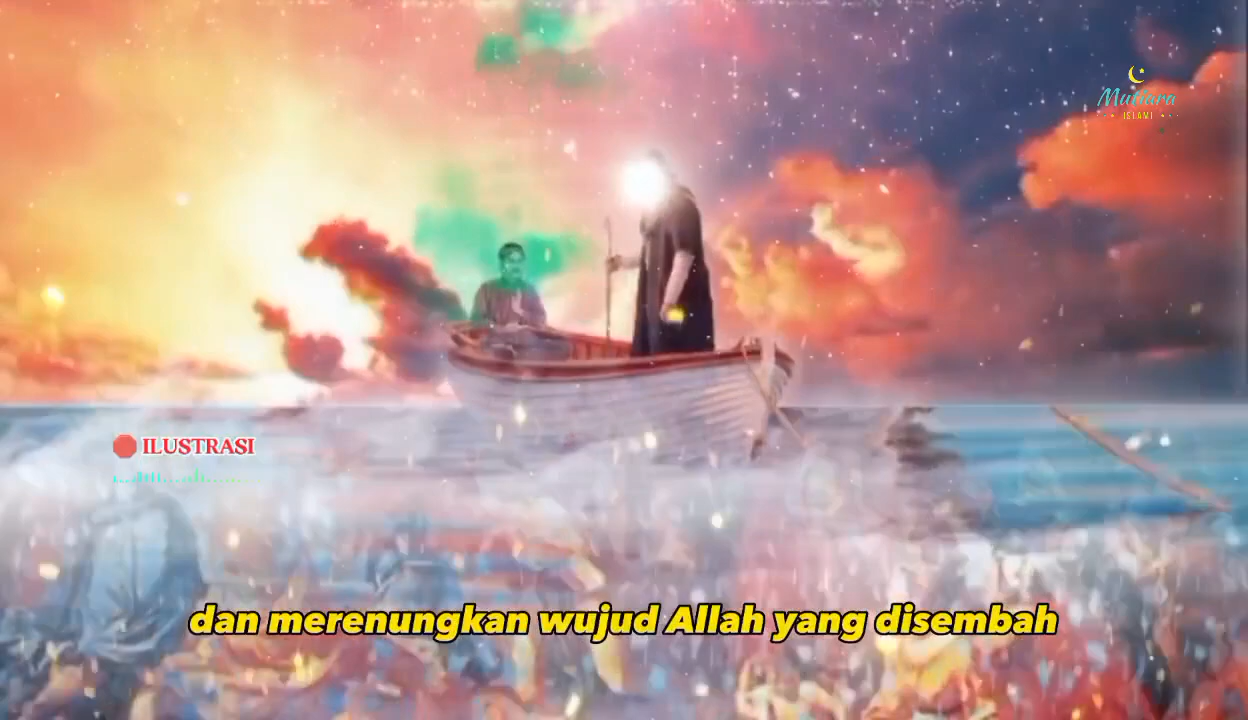 Mutiara
ISLAMI
ILUSTRASI
dan merenungkan wujud Allah yang disembah